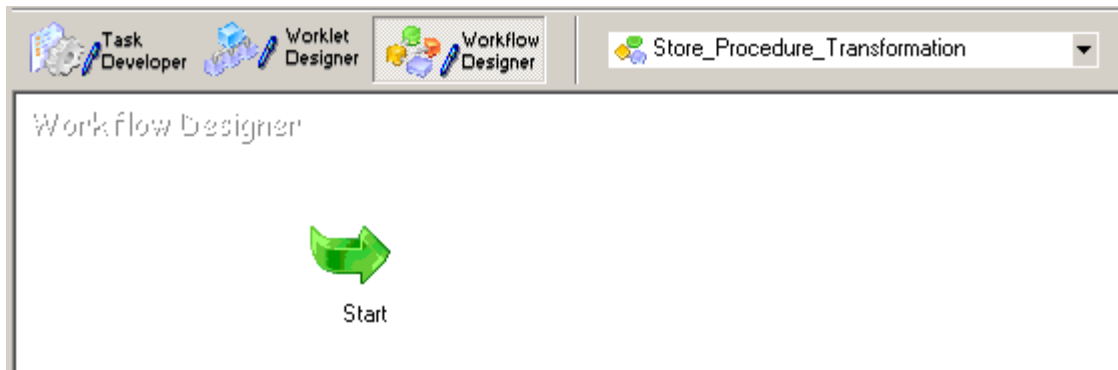 Task
Developer
Worklet
Designer
Workflow
Designer
Store_Procedure_Transformation
Workflow Designer
Start